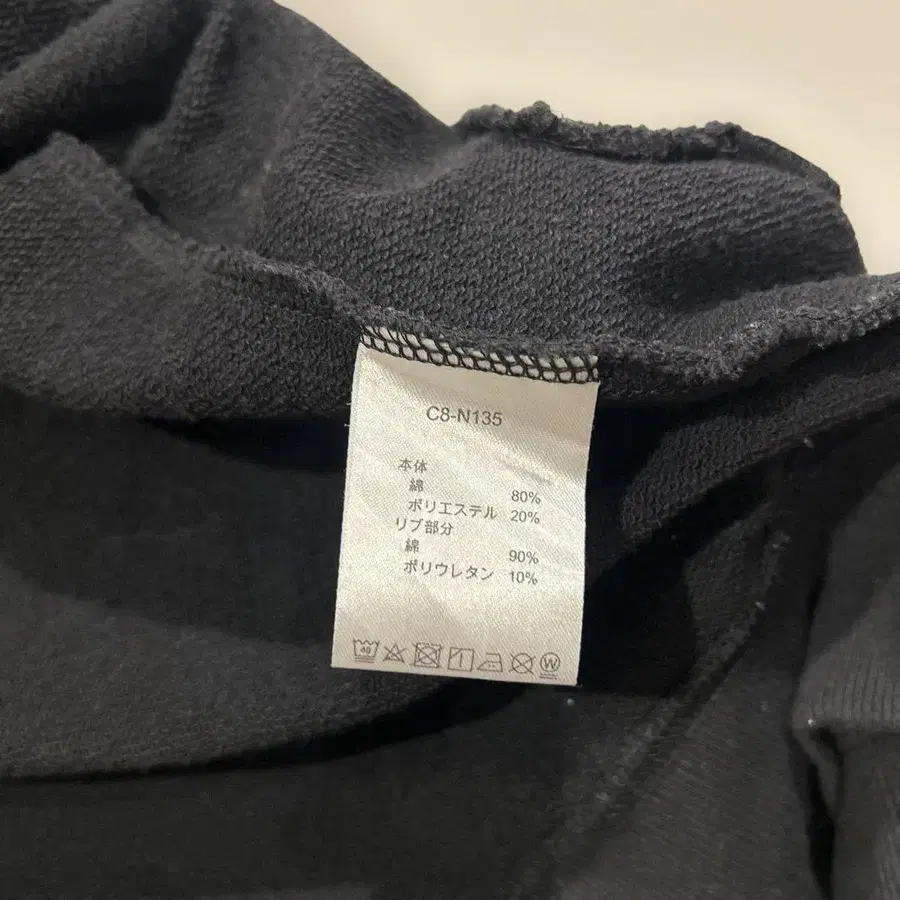 C8-N135
本体
綿 80%
ポリエステル 20%
リブ部分
綿 90%
ポリウレタン 10%
40 W